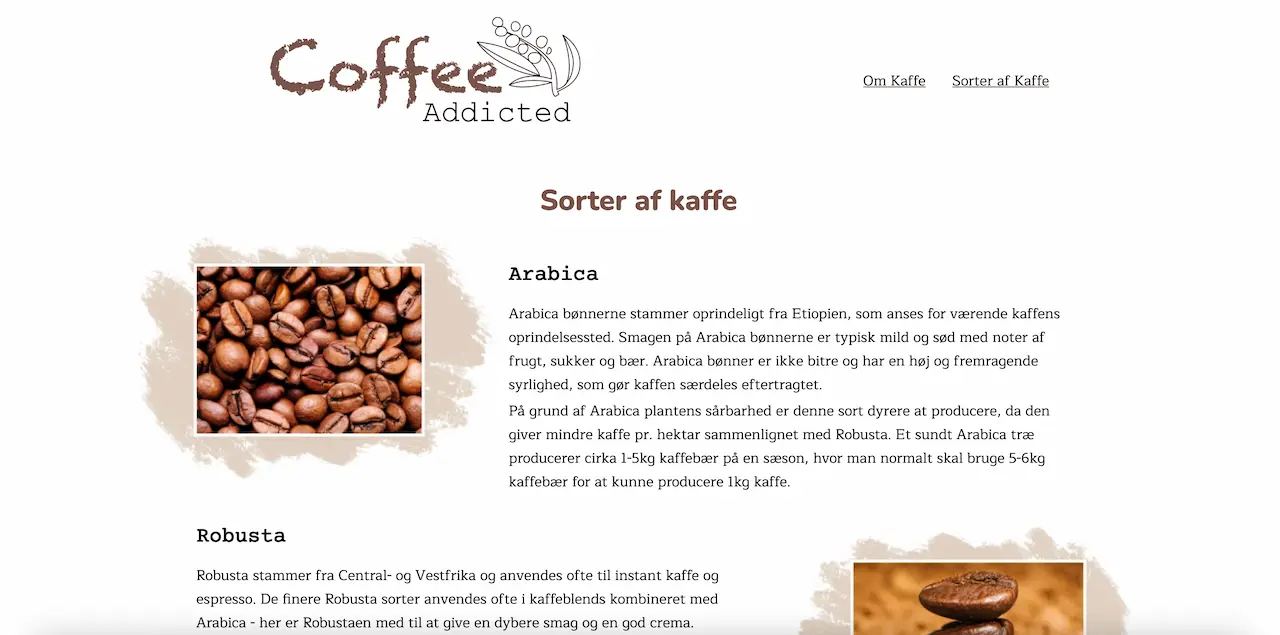 Coffee
Addicted
Om Kaffe
Sorter af Kaffe
Sorter af kaffe
Arabica
Arabica bønnerne stammer oprindeligt fra Etiopien, som anses for værende kaffens
oprindelsessted. Smagen på Arabica bønnerne er typisk mild og sød med noter af
frugt, sukker og bær. Arabica bønner er ikke bitre og har en høj og fremragende
syrlighed, som gør kaffen særdeles eftertragtet.
På grund af Arabica plantens sårbarhed er denne sort dyrere at producere, da den
giver mindre kaffe pr. hektar sammenlignet med Robusta. Et sundt Arabica træ
producerer cirka 1-5kg kaffebær på en sæson, hvor man normalt skal bruge 5-6kg
kaffebær for at kunne producere 1kg kaffe.
Robusta
Robusta stammer fra Central- og Vestfrika og anvendes ofte til instant kaffe og
espresso. De finere Robusta sorter anvendes ofte i kaffeblends kombineret med
Arabica - her er Robustaen med til at give en dybere smag og en god crema.